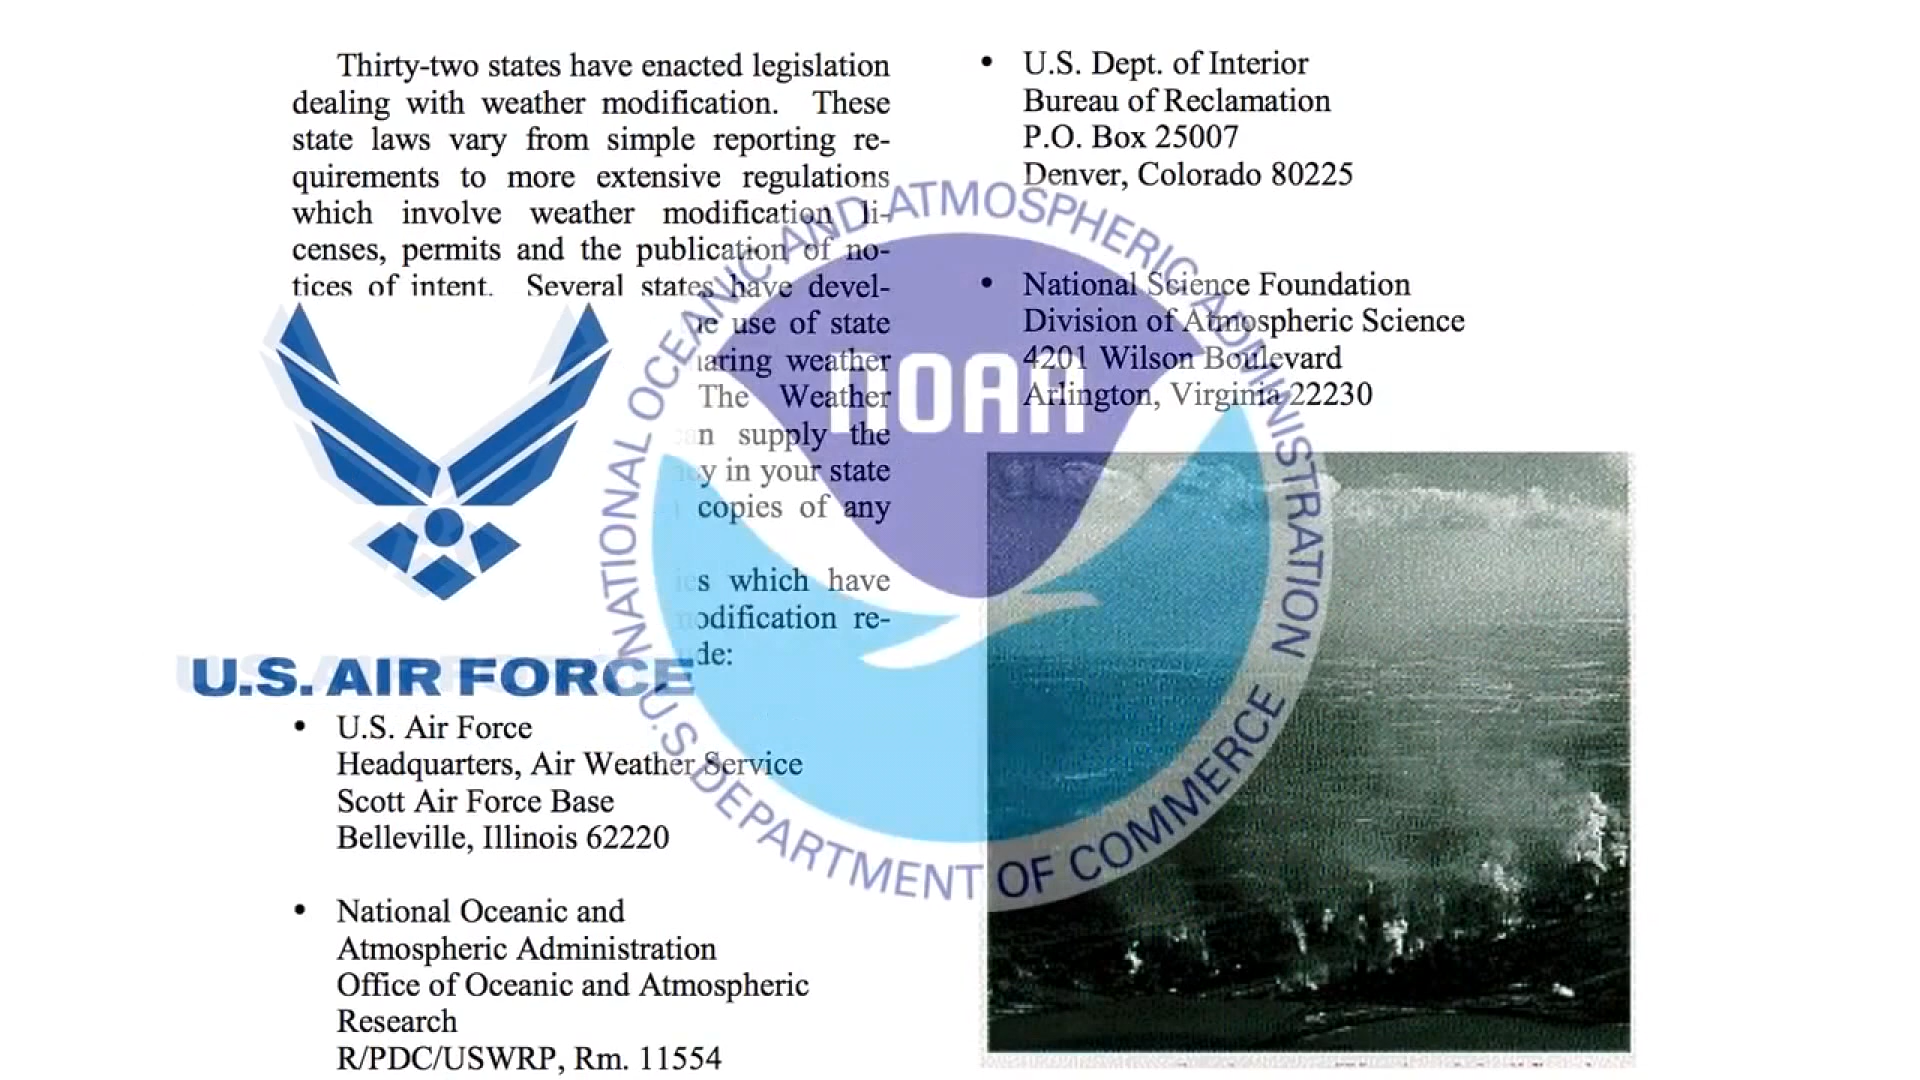 Thirty-two states have enacted legislation
dealing with weather modification. These
state laws vary from simple reporting re-
quirements to more extensive regulations
which involve weather modification li-
censes, permits and the publication of no-
tices of intent. Several states have devel-
use of state
weather
The Weather
supply the
in your state
copies of any
which have
re-
U.S. AIR FORCE
• U.S. Air Force
Headquarters, Air Weather Service
Scott Air Force Base
Belleville, Illinois 62220
• National Oceanic and
Atmospheric Administration
Office of Oceanic and Atmospheric
Research
R/PDC/USWRP, Rm. 11554
• U.S. Dept. of Interior
Bureau of Reclamation
P.O. Box 25007
Denver, Colorado 80225
• National Science Foundation
Division of Atmospheric Science
4201 Wilson Boulevard
Arlington, Virginia 22230
NATIONAL OCEANIC AND ATMOSPHERIC ADMINISTRATION
NOAA
U.S. DEPARTMENT OF COMMERCE